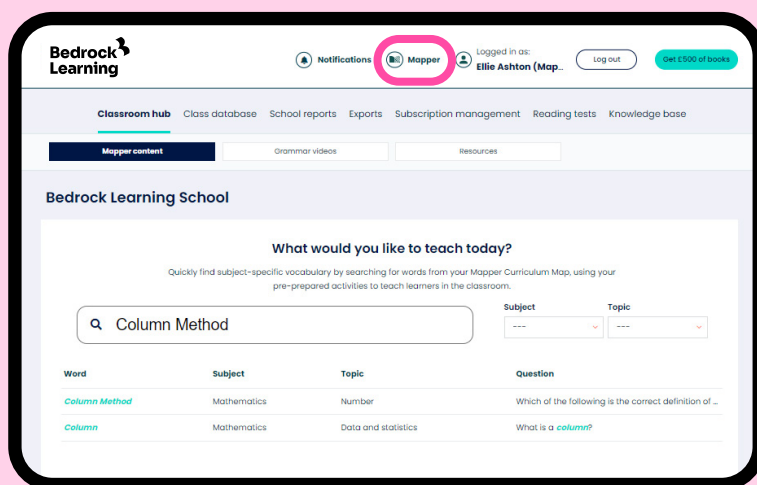 Bedrock
Learning
Notifications
Mapper
Logged in as:
Ellie Ashton (Map...
Log out
Get £500 of books
Classroom hub
Class database
School reports
Exports
Subscription management
Reading tests
Knowledge base
Mapper content
Grammar videos
Resources
Bedrock Learning School
What would you like to teach today?
Quickly find subject-specific vocabulary by searching for words from your Mapper Curriculum Map, using your
pre-prepared activities to teach learners in the classroom.
Subject
Topic
Column Method
---
---
Word Subject Topic Question
Column Method Mathematics Number Which of the following is the correct definition of ...
Column Mathematics Data and statistics What is a column?